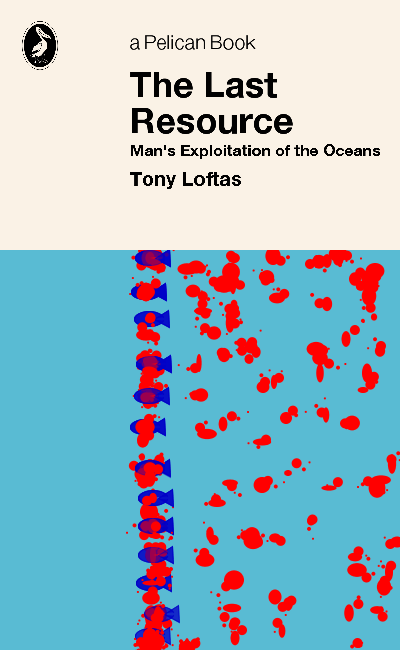 a Pelican Book
The Last
Resource
Man's Exploitation of the Oceans
Tony Loftas